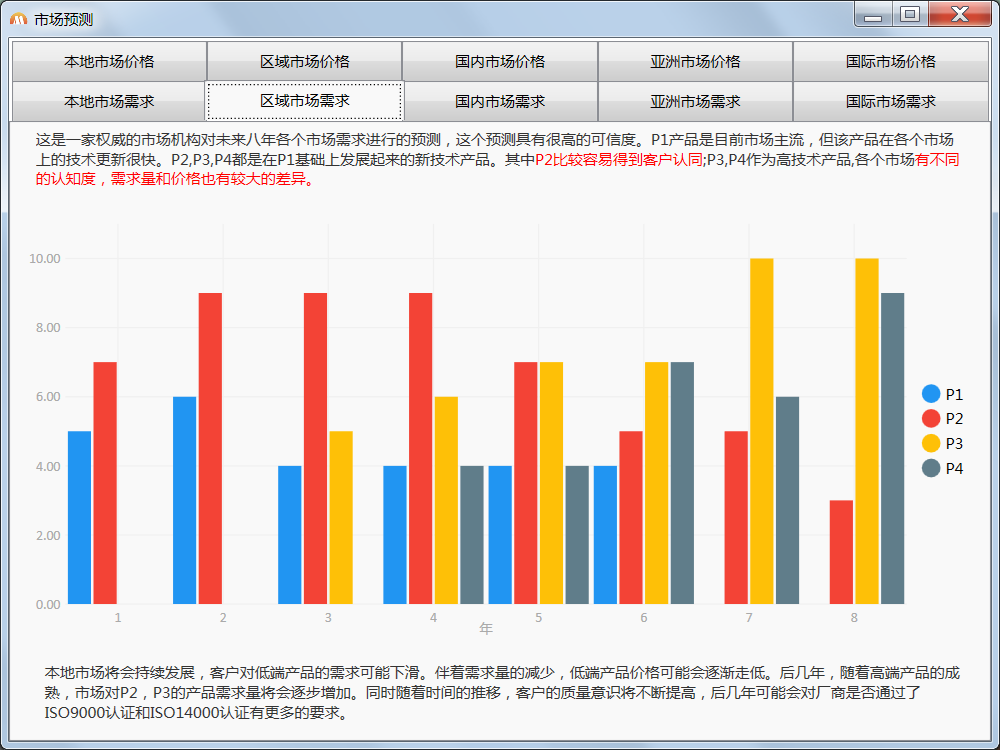 市场预测
本地市场价格 区域市场价格 国内市场价格 亚洲市场价格 国际市场价格
本地市场需求 区域市场需求 国内市场需求 亚洲市场需求 国际市场需求
这是一家权威的市场机构对未来八年各个市场需求进行的预测，这个预测具有很高的可信度。P1产品是目前市场主流，但该产品在各个市场
上的技术更新很快。P2,P3,P4都是在P1基础上发展起来的新技术产品。其中P2比较容易得到客户认同;P3,P4作为高技术产品,各个市场有不同
的认知度，需求量和价格也有较大的差异。
10.00
8.00
6.00
4.00
2.00
0.00
1 2 3 4 5 6 7 8
年
P1
P2
P3
P4
本地市场将会持续发展，客户对低端产品的需求可能下滑。伴着需求量的减少，低端产品价格可能会逐渐走低。后几年，随着高端产品的成
熟，市场对P2，P3的产品需求量将会逐步增加。同时随着时间的推移，客户的质量意识将不断提高，后几年可能会对厂商是否通过了
ISO9000认证和ISO14000认证有更多的要求。